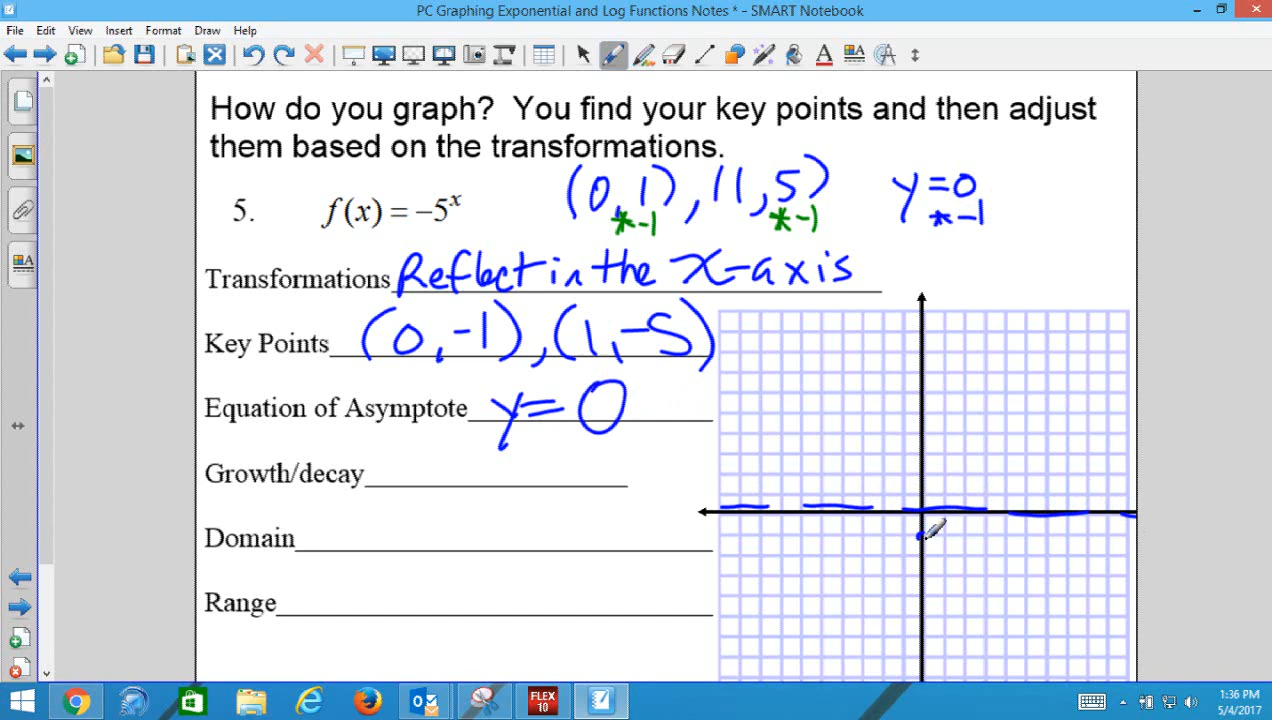 PC Graphing Exponential and Log Functions Notes * - SMART Notebook
File Edit View Insert Format Draw Help
How do you graph? You find your key points and then adjust
them based on the transformations.
5. f(x) = −5^x (0, 1), (1, 5) y = 0
*-1 *-1 *-1
Transformations Reflect in the x-axis
Key Points (0, -1), (1, -5)
Equation of Asymptote y = 0
Growth/decay
Domain
Range
FLEX
10
1:36 PM
5/4/2017